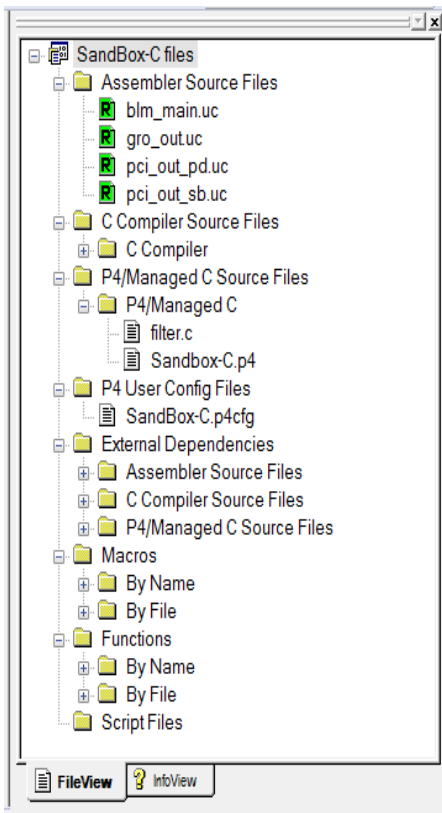 SandBox-C files
Assembler Source Files
blm_main.uc
gro_out.uc
pci_out_pd.uc
pci_out_sb.uc
C Compiler Source Files
C Compiler
P4/Managed C Source Files
P4/Managed C
filter.c
Sandbox-C.p4
P4 User Config Files
SandBox-C.p4cfg
External Dependencies
Assembler Source Files
C Compiler Source Files
P4/Managed C Source Files
Macros
By Name
By File
Functions
By Name
By File
Script Files
FileView InfoView